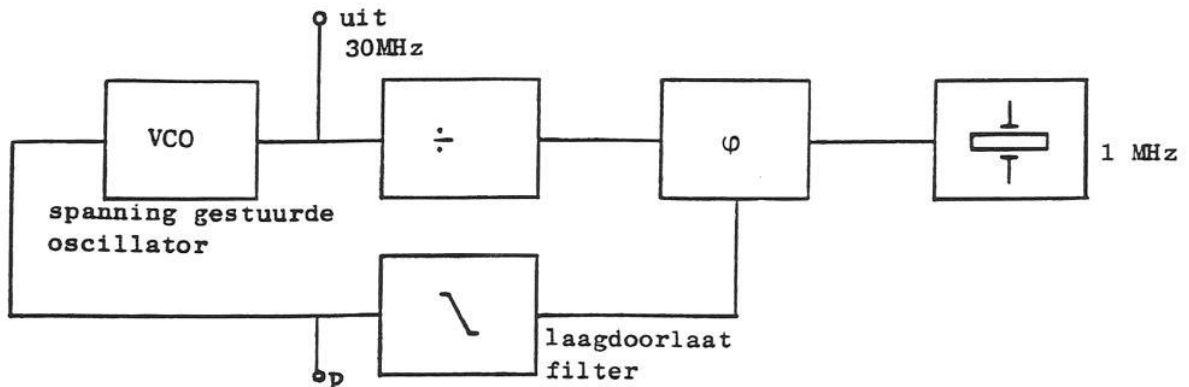 uit
30MHz
VCO
÷
φ
1 MHz
spanning gestuurde
oscillator
laagdoorlaat
filter
P